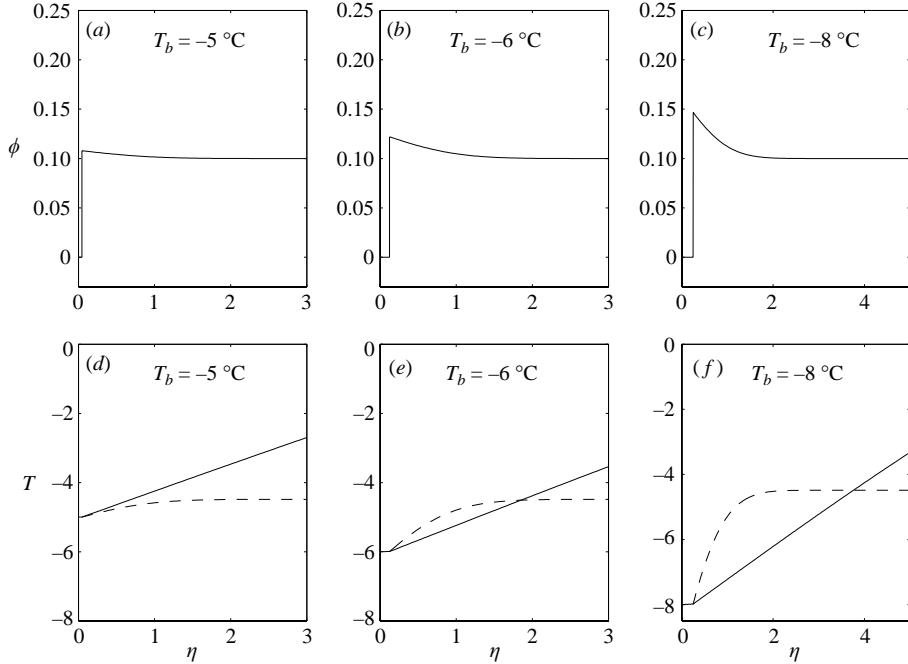 0.25
0.20
0.15
0.10
0.05
0
ϕ
(a)
T_b = –5 °C
0 1 2 3
0.25
0.20
0.15
0.10
0.05
0
(b)
T_b = –6 °C
0 1 2 3
0.25
0.20
0.15
0.10
0.05
0
(c)
T_b = –8 °C
0 2 4
0
–2
–4
–6
–8
T
(d)
T_b = –5 °C
0 1 2 3
η
0
–2
–4
–6
–8
(e)
T_b = –6 °C
0 1 2 3
η
0
–2
–4
–6
–8
(f)
T_b = –8 °C
0 2 4
η